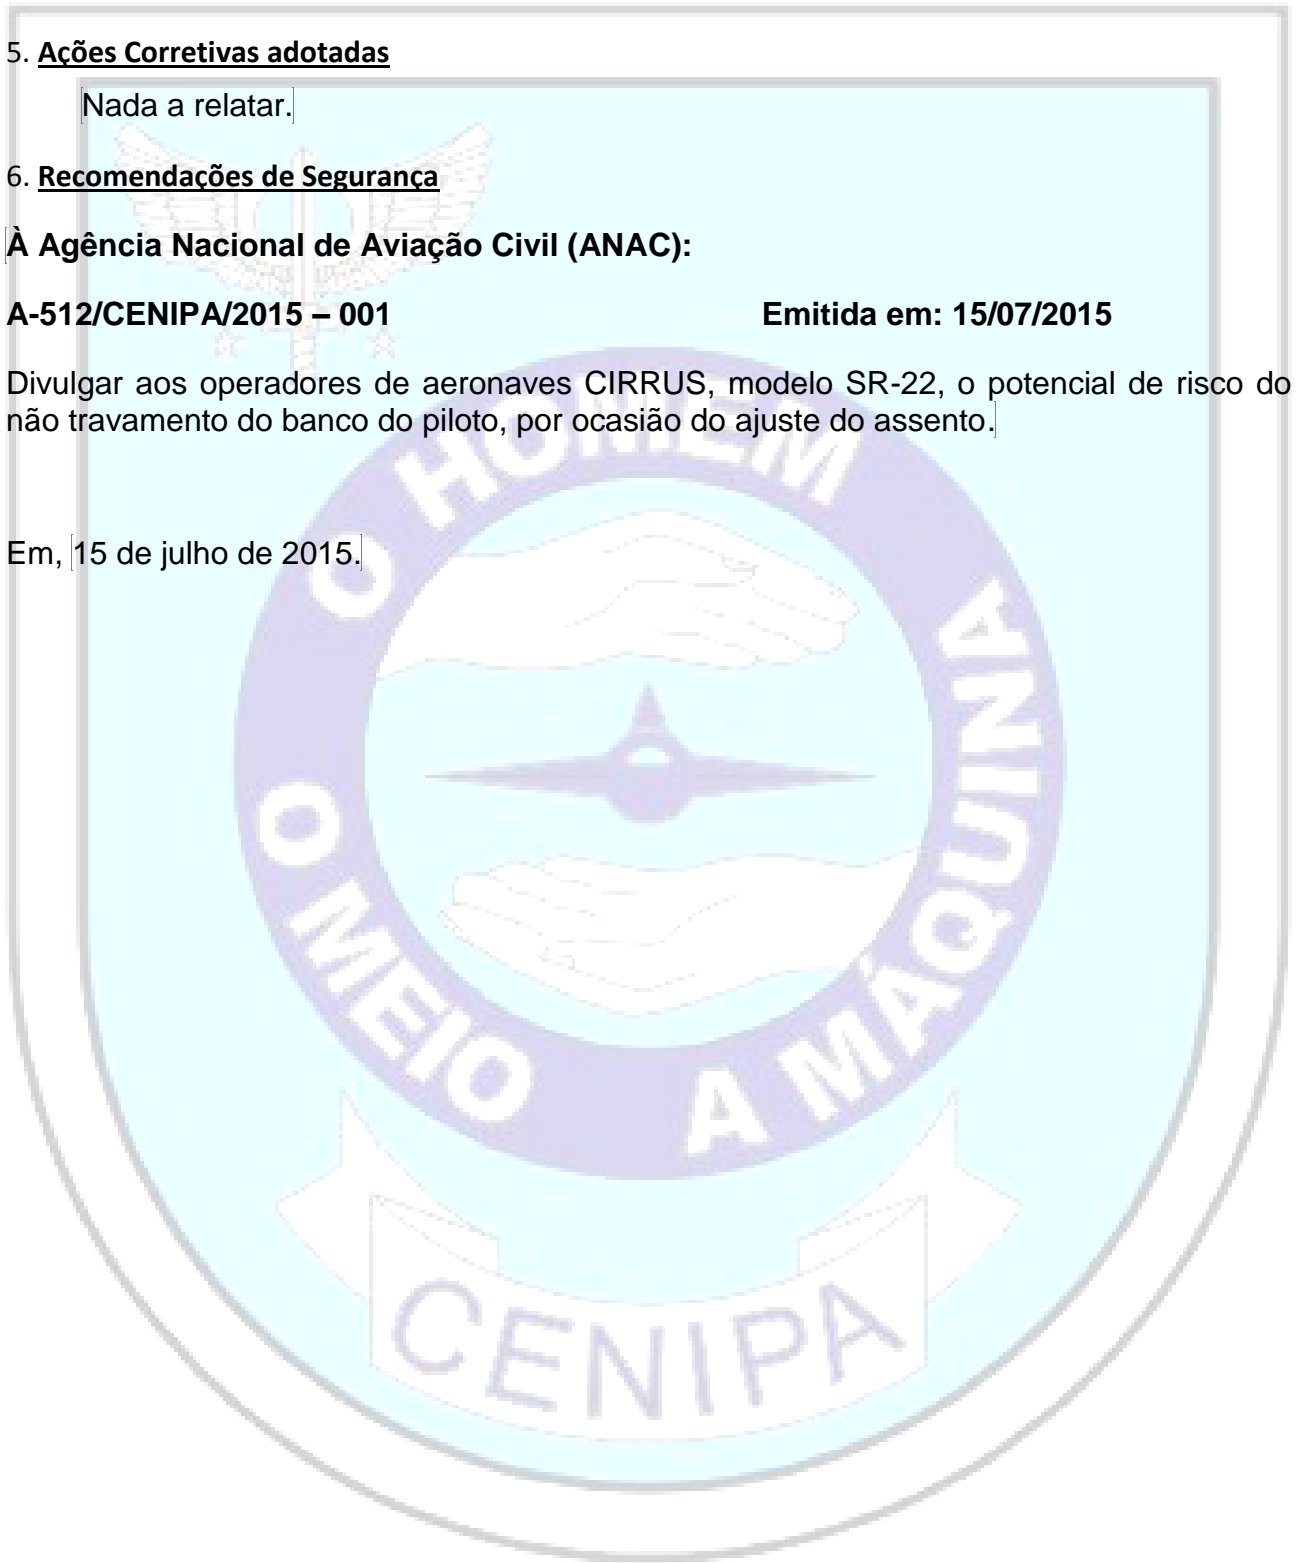 5. Ações Corretivas adotadas
Nada a relatar.
6. Recomendações de Segurança
À Agência Nacional de Aviação Civil (ANAC):
A-512/CENIPA/2015 – 001 Emitida em: 15/07/2015
Divulgar aos operadores de aeronaves CIRRUS, modelo SR-22, o potencial de risco do
não travamento do banco do piloto, por ocasião do ajuste do assento.
Em, 15 de julho de 2015.
O HOMEM
O MEIO
A MÁQUINA
CENIPA